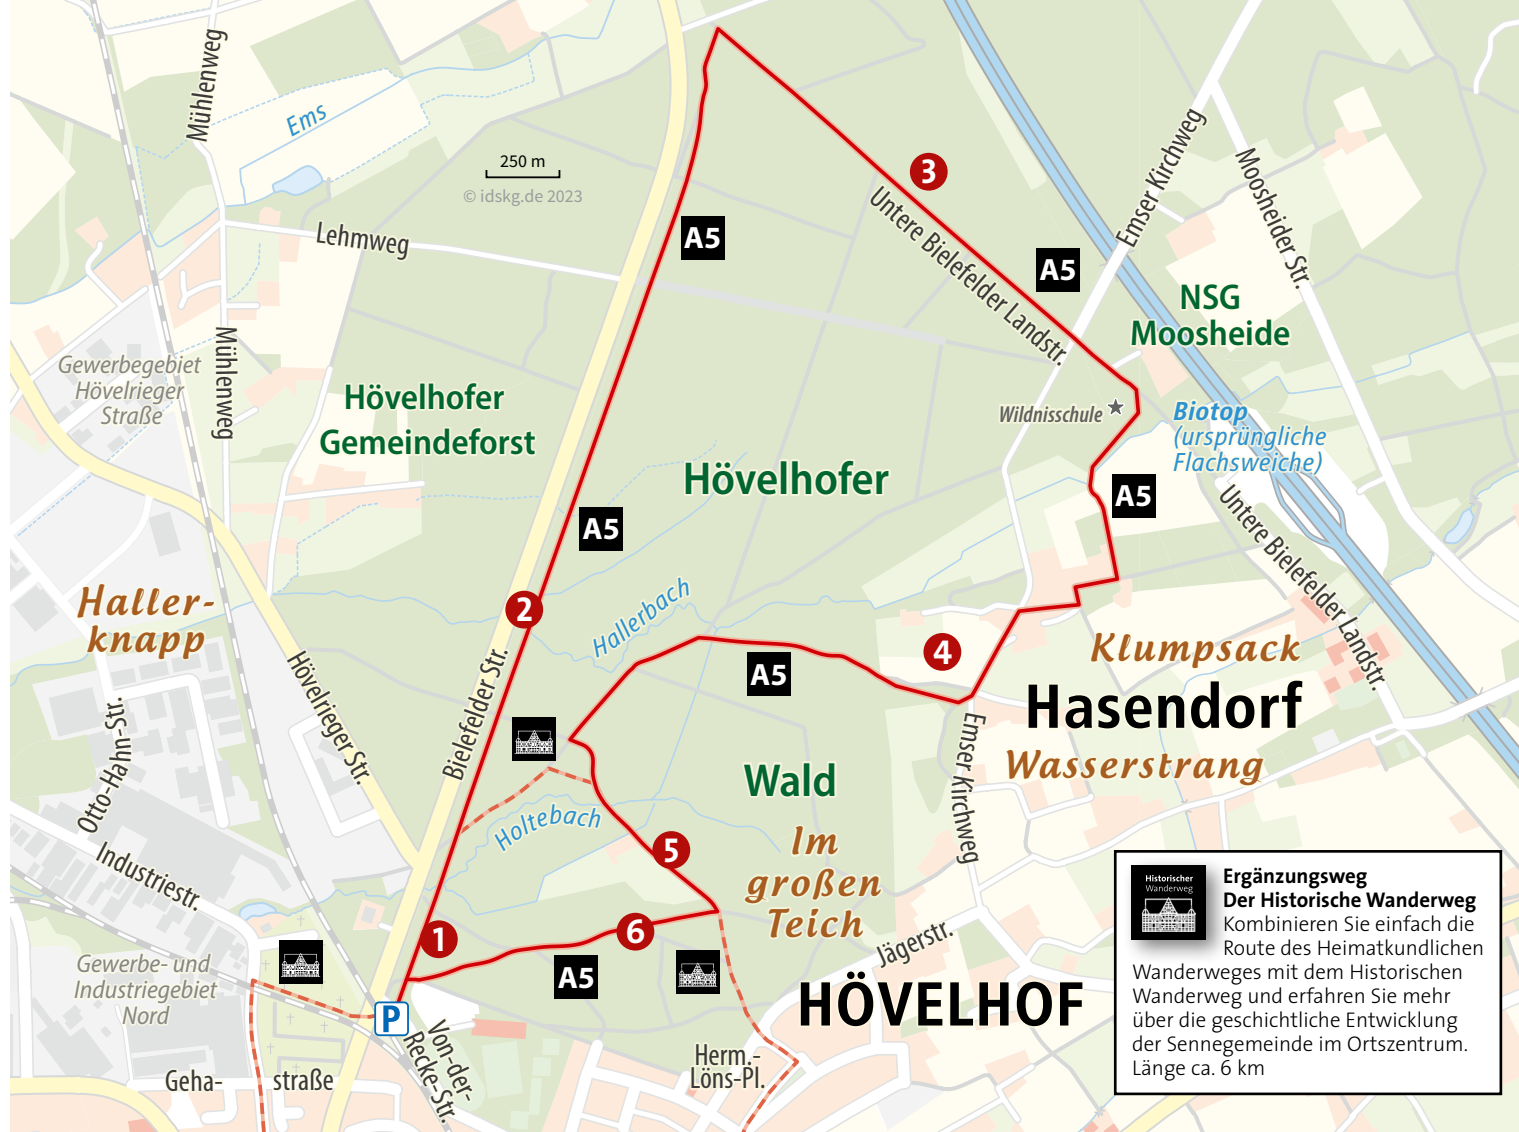 Mühlenweg
Ems
250 m
© idskg.de 2023
Lehmweg
A5
3
Untere Bielefelder Landstr.
A5
Emser Kirchweg
Moosheider Str.
NSG
Moosheide
Gewerbegebiet
Hövelrieger
Straße
Mühlenweg
Hövelhofer
Gemeindeforst
Wildnisschule
Biotop
(ursprüngliche
Flachsweiche)
Hövelhofer
A5
A5
Untere Bielefelder Landstr.
Haller-
knapp
2
Hallerbach
4
Klumpsack
A5
Hasendorf
Hövelrieger Str.
Bielefelder Str.
Otto-Hahn-Str.
Emser Kirchweg
Wasserstrang
Wald
Holtebach
Im
großen
Teich
5
Industriestr.
1
6
A5
Jägerstr.
Gewerbe- und
Industriegebiet
Nord
HÖVELHOF
P
Von-der-
Recke-Str.
Herm.-
Löns-Pl.
Geha-
straße
Historischer
Wanderweg
Ergänzungsweg
Der Historische Wanderweg
Kombinieren Sie einfach die
Route des Heimatkundlichen
Wanderweges mit dem Historischen
Wanderweg und erfahren Sie mehr
über die geschichtliche Entwicklung
der Sennegemeinde im Ortszentrum.
Länge ca. 6 km